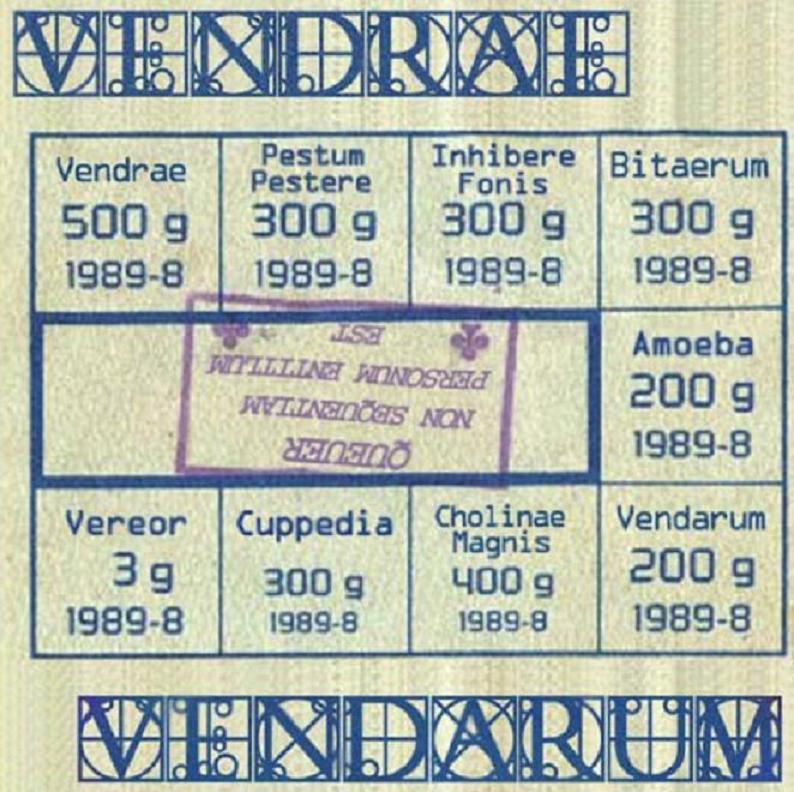 VENDRAE
Vendrae
500 g
1989-8
Pestum
Pestere
300 g
1989-8
Inhibere
Fonis
300 g
1989-8
Bitaerum
300 g
1989-8
QUEUER
NON SEQUENTIAM
PERSONUM ENTITLUM
EST
Amoeba
200 g
1989-8
Vereor
3 g
1989-8
Cuppedia
300 g
1989-8
Cholinae
Magnis
400 g
1989-8
Vendarum
200 g
1989-8
VENDARUM